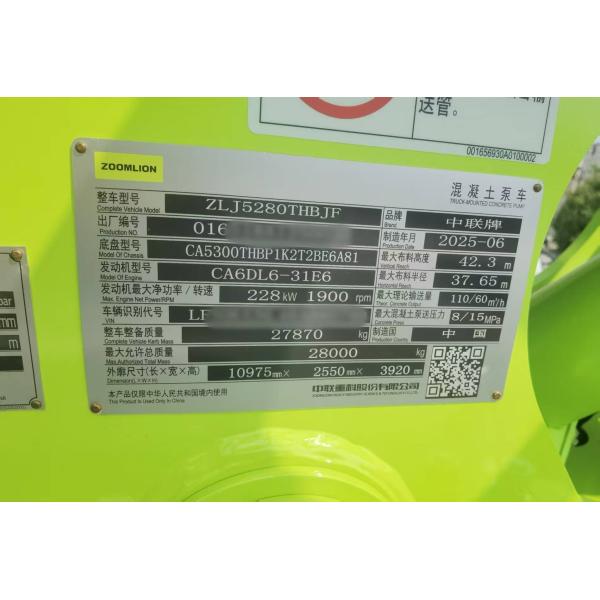 送管。
001656930A0100002
ZOOMLION
混凝土泵车
TRUCK-MOUNTED CONCRETE PUMP
整车型号 ZLJ5280THBJF
Complete Vehicle Model
品牌 中联牌
Brand
出厂编号 016
Production NO.
制造年月 2025-06
底盘型号 CA5300THBP1K2T2BE6A81
Model Of Chassis
最大布料高度 42.3 m
Vertical Reach
发动机型号 CA6DL6-31E6
Model Of Engine
最大布料半径 37.65 m
Horizontal Reach
发动机最大净功率/转速 228 kW 1900 rpm
Max. Engine Net Power/RPM
最大理论输送量 110/60 m³/h
车辆识别代号 LF
VIN
最大混凝土泵送压力 8/15 MPa
整车整备质量 27870 kg
Complete Vehicle Kerb Mass
制造国 中国
Production Country
最大允许总质量 28000 kg
Max Authorized Total Mass
外廓尺寸(长×宽×高) 10975 mm× 2550 mm× 3920 mm
Dimension(L×W×H)
本产品仅限中华人民共和国境内使用
This Product Is Used Only In China
中联重科股份有限公司
bar
mm
m